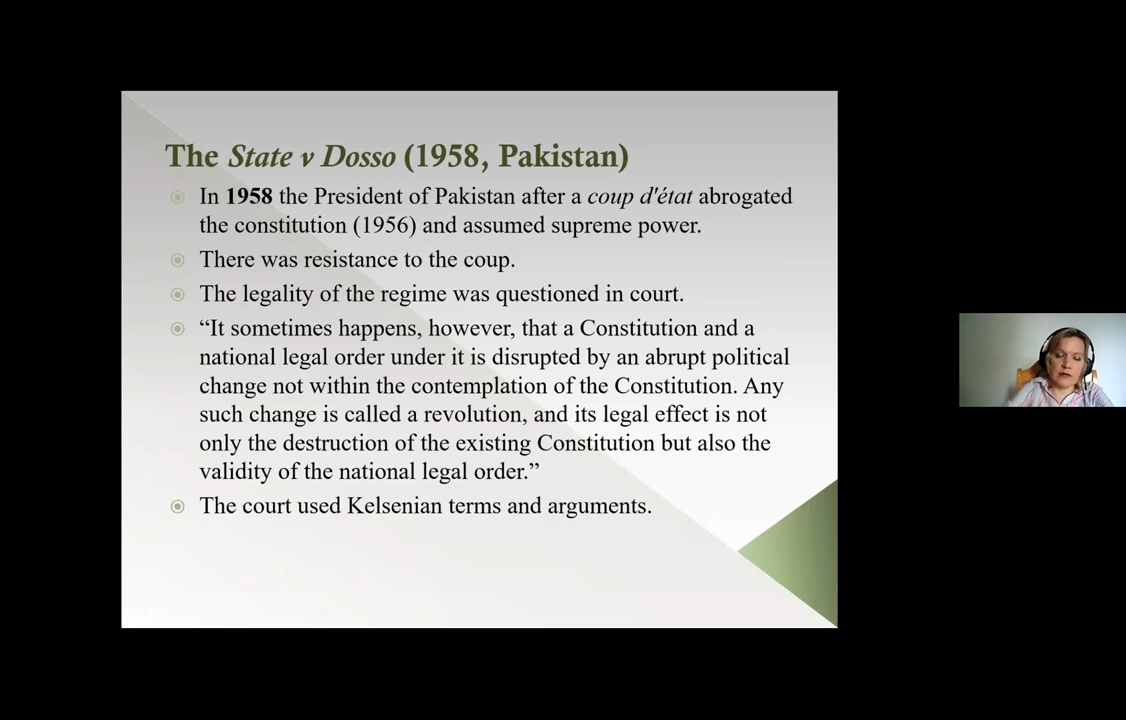 The State v Dosso (1958, Pakistan)
In 1958 the President of Pakistan after a coup d'état abrogated
the constitution (1956) and assumed supreme power.
There was resistance to the coup.
The legality of the regime was questioned in court.
“It sometimes happens, however, that a Constitution and a
national legal order under it is disrupted by an abrupt political
change not within the contemplation of the Constitution. Any
such change is called a revolution, and its legal effect is not
only the destruction of the existing Constitution but also the
validity of the national legal order.”
The court used Kelsenian terms and arguments.